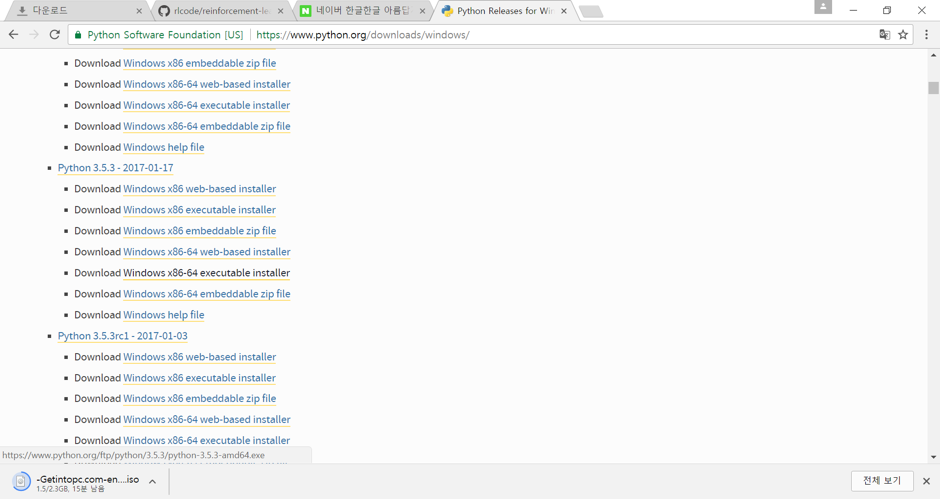 다운로드
rlcode/reinforcement-le
네이버 한글한글 아름답
Python Releases for Win
Python Software Foundation [US]
https://www.python.org/downloads/windows/
Download Windows x86 embeddable zip file
Download Windows x86-64 web-based installer
Download Windows x86-64 executable installer
Download Windows x86-64 embeddable zip file
Download Windows help file
Python 3.5.3 - 2017-01-17
Download Windows x86 web-based installer
Download Windows x86 executable installer
Download Windows x86 embeddable zip file
Download Windows x86-64 web-based installer
Download Windows x86-64 executable installer
Download Windows x86-64 embeddable zip file
Download Windows help file
Python 3.5.3rc1 - 2017-01-03
Download Windows x86 web-based installer
Download Windows x86 executable installer
Download Windows x86 embeddable zip file
Download Windows x86-64 web-based installer
Download Windows x86-64 executable installer
https://www.python.org/ftp/python/3.5.3/python-3.5.3-amd64.exe
-Getintopc.com-en....iso
1.5/2.3GB, 15분 남음
전체 보기